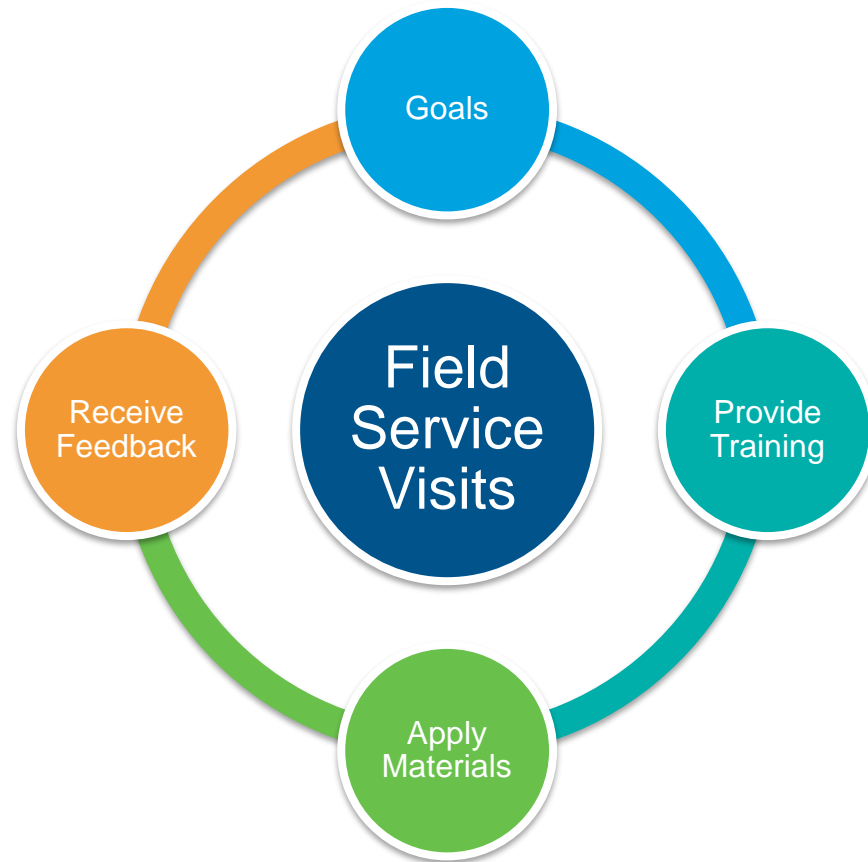 Goals
Field
Service
Visits
Provide
Training
Apply
Materials
Receive
Feedback